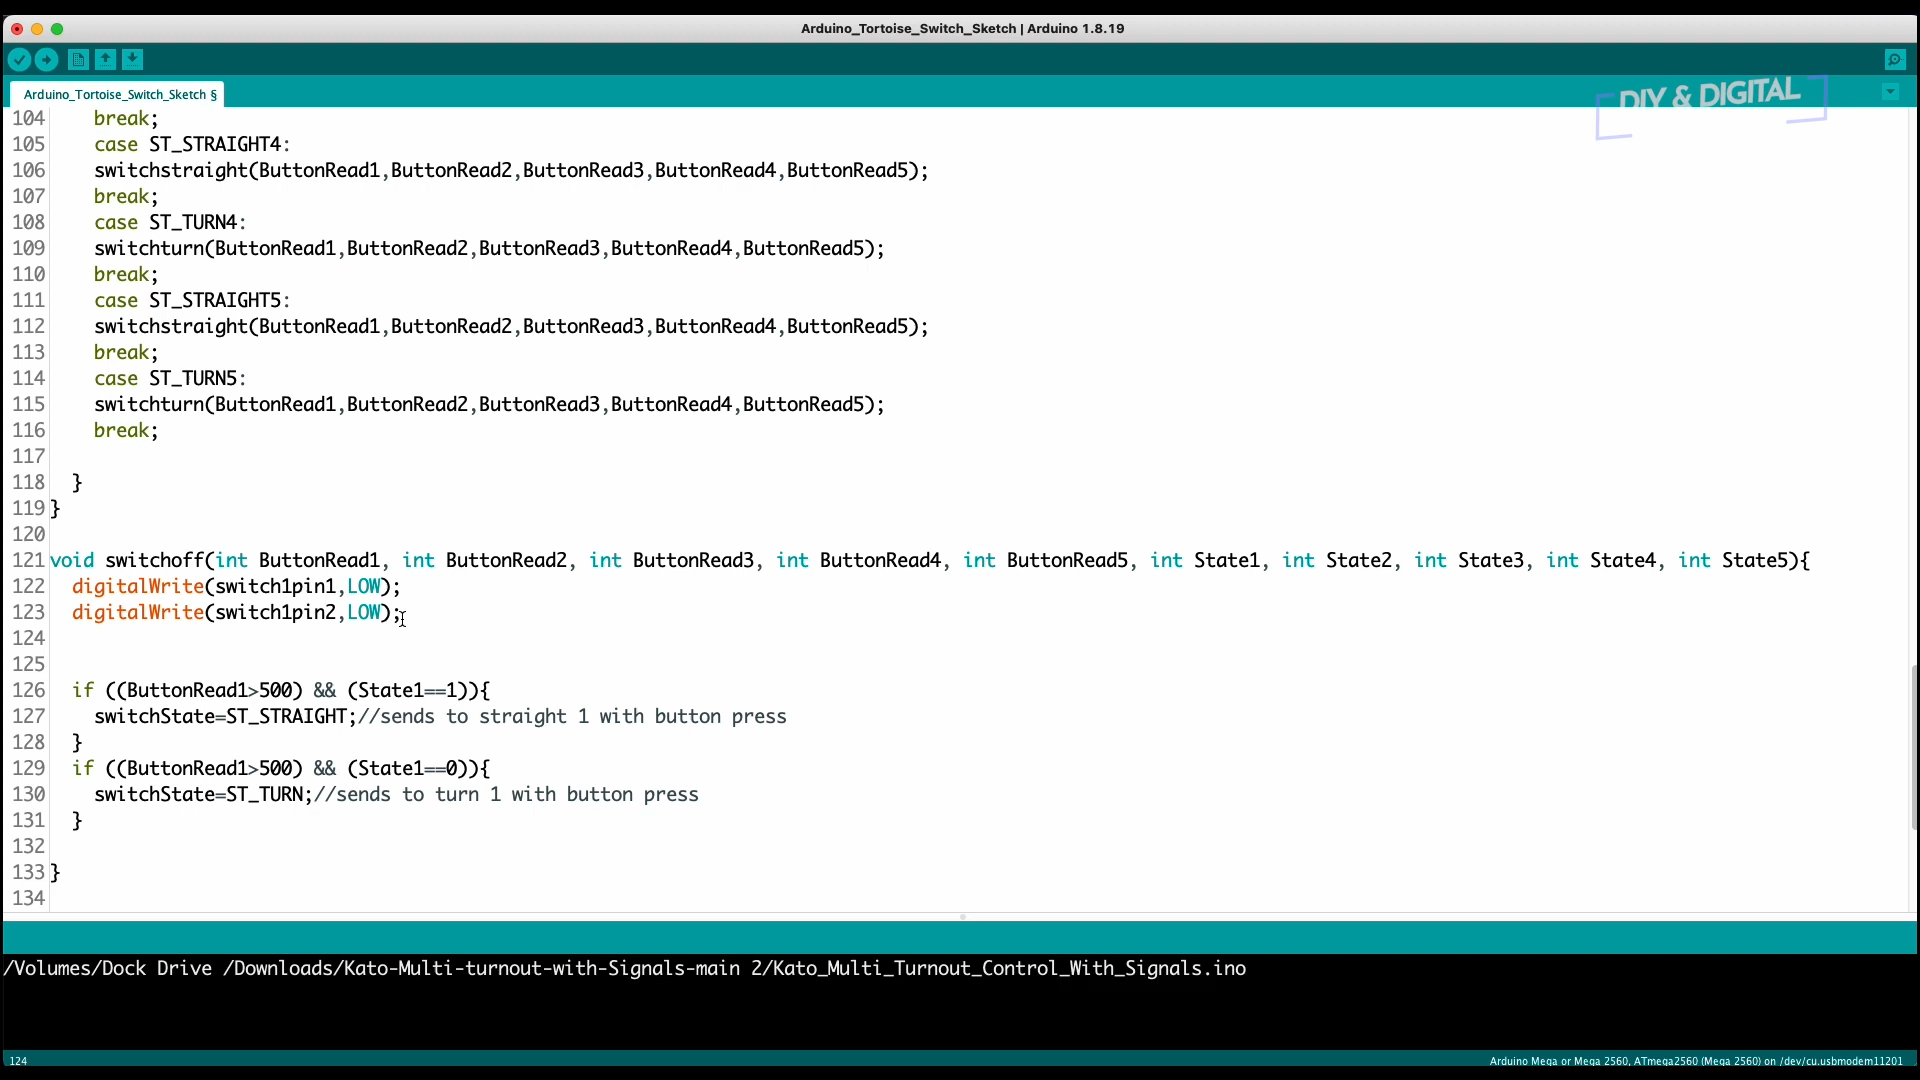 Arduino_Tortoise_Switch_Sketch | Arduino 1.8.19
Arduino_Tortoise_Switch_Sketch §
DIY & DIGITAL
104 break;
105 case ST_STRAIGHT4:
106 switchstraight(ButtonRead1,ButtonRead2,ButtonRead3,ButtonRead4,ButtonRead5);
107 break;
108 case ST_TURN4:
109 switchturn(ButtonRead1,ButtonRead2,ButtonRead3,ButtonRead4,ButtonRead5);
110 break;
111 case ST_STRAIGHT5:
112 switchstraight(ButtonRead1,ButtonRead2,ButtonRead3,ButtonRead4,ButtonRead5);
113 break;
114 case ST_TURN5:
115 switchturn(ButtonRead1,ButtonRead2,ButtonRead3,ButtonRead4,ButtonRead5);
116 break;
117
118 }
119 }
120
121 void switchoff(int ButtonRead1, int ButtonRead2, int ButtonRead3, int ButtonRead4, int ButtonRead5, int State1, int State2, int State3, int State4, int State5){
122 digitalWrite(switch1pin1,LOW);
123 digitalWrite(switch1pin2,LOW);
124
125
126 if ((ButtonRead1>500) && (State1==1)){
127 switchState=ST_STRAIGHT;//sends to straight 1 with button press
128 }
129 if ((ButtonRead1>500) && (State1==0)){
130 switchState=ST_TURN;//sends to turn 1 with button press
131 }
132
133 }
134
/Volumes/Dock Drive /Downloads/Kato-Multi-turnout-with-Signals-main 2/Kato_Multi_Turnout_Control_With_Signals.ino
124
Arduino Mega or Mega 2560, ATmega2560 (Mega 2560) on /dev/cu.usbmodem11201